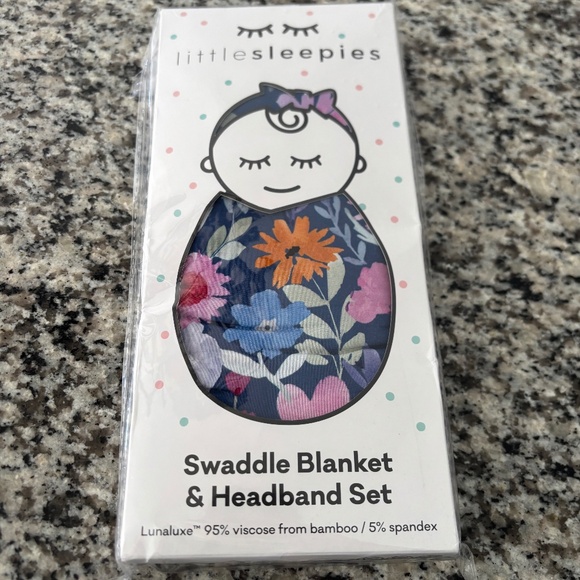 littlesleepies
Swaddle Blanket
& Headband Set
Lunaluxe™ 95% viscose from bamboo / 5% spandex